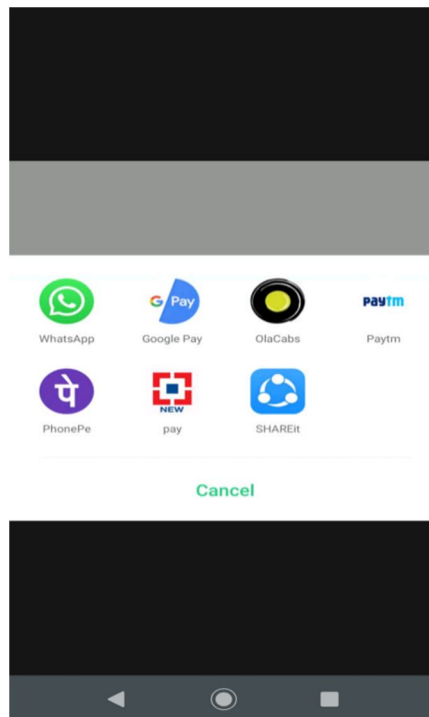 G Pay
paytm
WhatsApp
Google Pay
OlaCabs
Paytm
पे
NEW
PhonePe
pay
SHAREit
Cancel